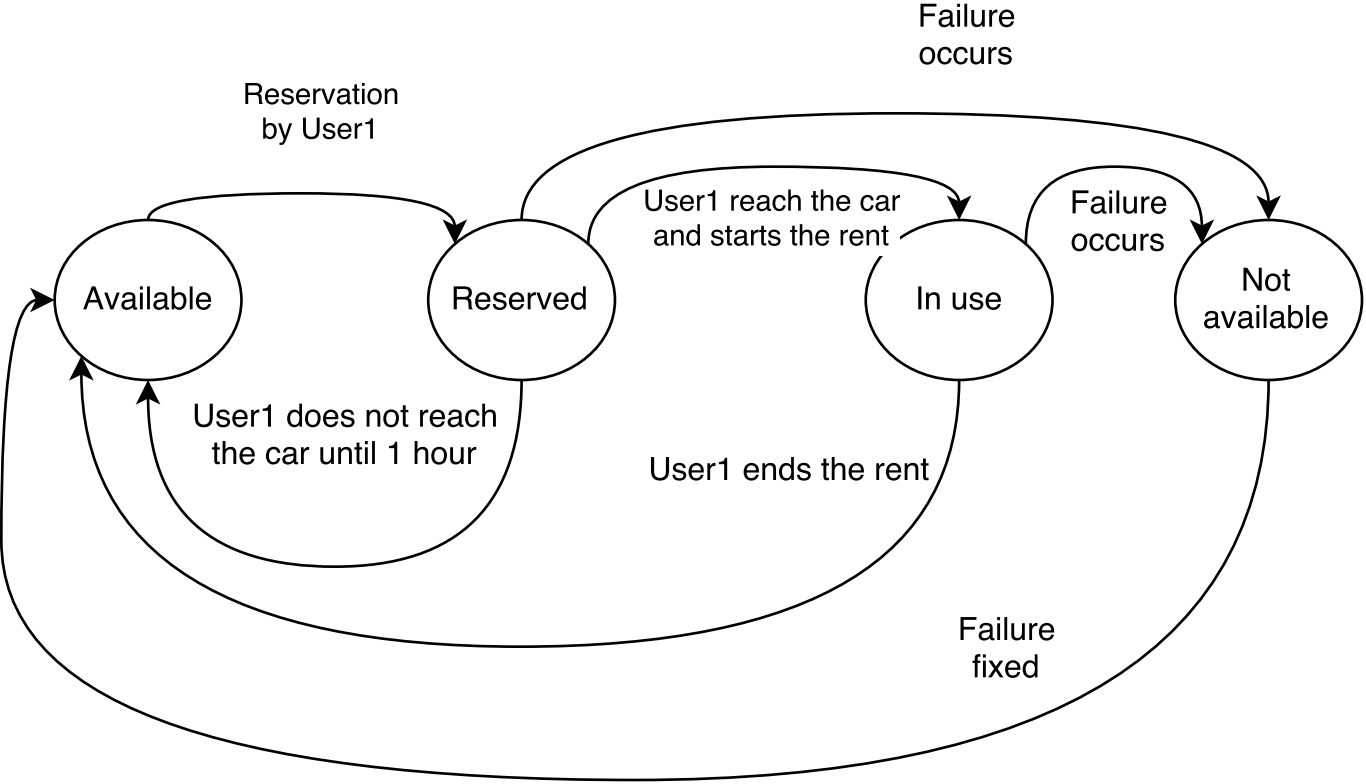 Failure
occurs
Reservation
by User1
User1 reach the car
and starts the rent
Failure
occurs
Available
Reserved
In use
Not
available
User1 does not reach
the car until 1 hour
User1 ends the rent
Failure
fixed